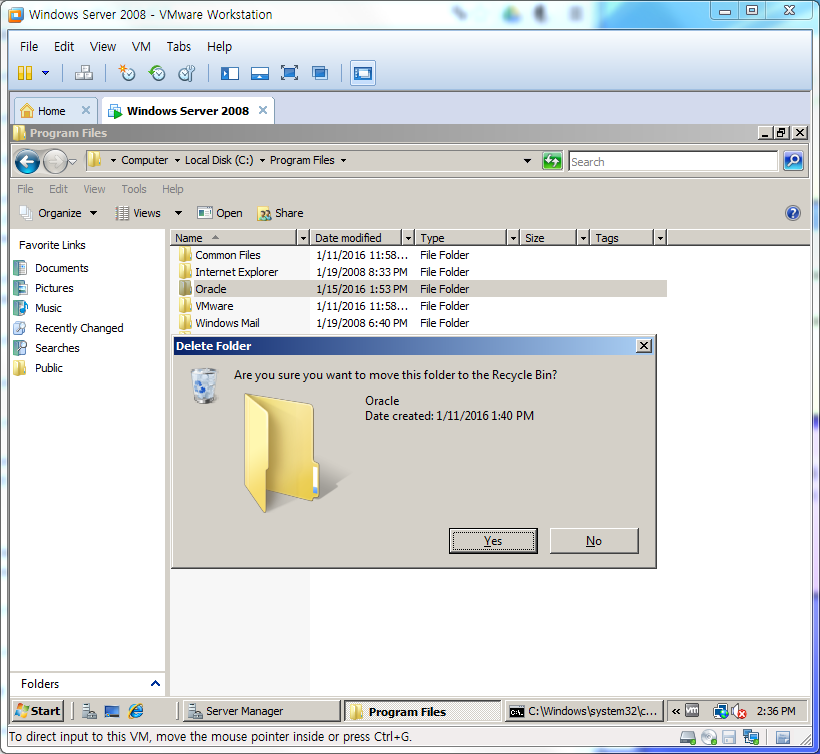 Windows Server 2008 - VMware Workstation
File Edit View VM Tabs Help
Home Windows Server 2008
Program Files
Computer Local Disk (C:) Program Files Search
File Edit View Tools Help
Organize Views Open Share
Favorite Links
Documents
Pictures
Music
Recently Changed
Searches
Public
Name Date modified Type Size Tags
Common Files 1/11/2016 11:58... File Folder
Internet Explorer 1/19/2008 8:33 PM File Folder
Oracle 1/15/2016 1:53 PM File Folder
VMware 1/11/2016 11:58... File Folder
Windows Mail 1/19/2008 6:40 PM File Folder
Delete Folder
Are you sure you want to move this folder to the Recycle Bin?
Oracle
Date created: 1/11/2016 1:40 PM
Yes No
Folders
Start Server Manager Program Files C:\Windows\system32\c... « vm 2:36 PM
To direct input to this VM, move the mouse pointer inside or press Ctrl+G.